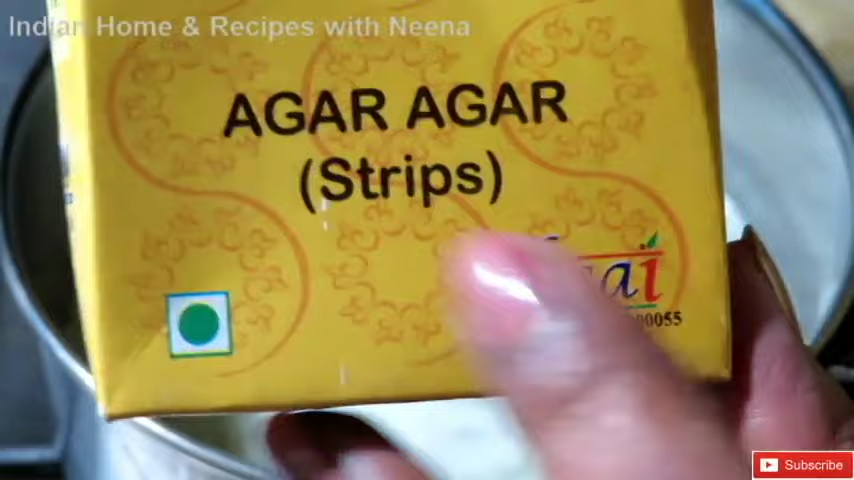 Indian Home & Recipes with Neena
AGAR AGAR
(Strips)
Subscribe